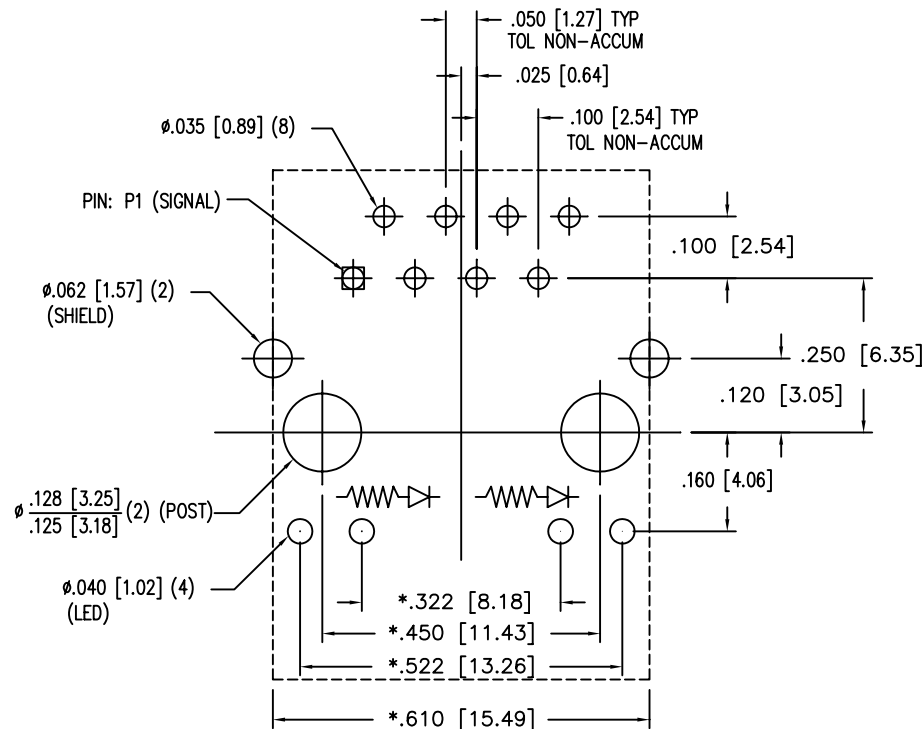 .050 [1.27] TYP
TOL NON-ACCUM
.025 [0.64]
.100 [2.54] TYP
TOL NON-ACCUM
ø.035 [0.89] (8)
PIN: P1 (SIGNAL)
.100 [2.54]
ø.062 [1.57] (2)
(SHIELD)
.250 [6.35]
.120 [3.05]
.160 [4.06]
ø .128 [3.25]
.125 [3.18] (2) (POST)
ø.040 [1.02] (4)
(LED)
*.322 [8.18]
*.450 [11.43]
*.522 [13.26]
*.610 [15.49]